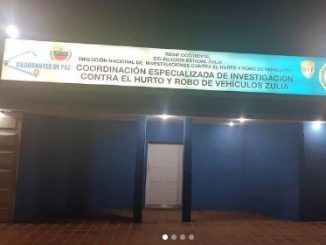 REDIP OCCIDENTAL
DELEGACIÓN ESTADAL ZULIA
DIRECCIÓN NACIONAL DE INVESTIGACIONES CONTRA EL HURTO Y ROBO DE VEHÍCULOS
COORDINACIÓN ESPECIALIZADA DE INVESTIGACIÓN
CONTRA EL HURTO Y ROBO DE VEHÍCULOS ZULIA
CUADRANTES DE PAZ